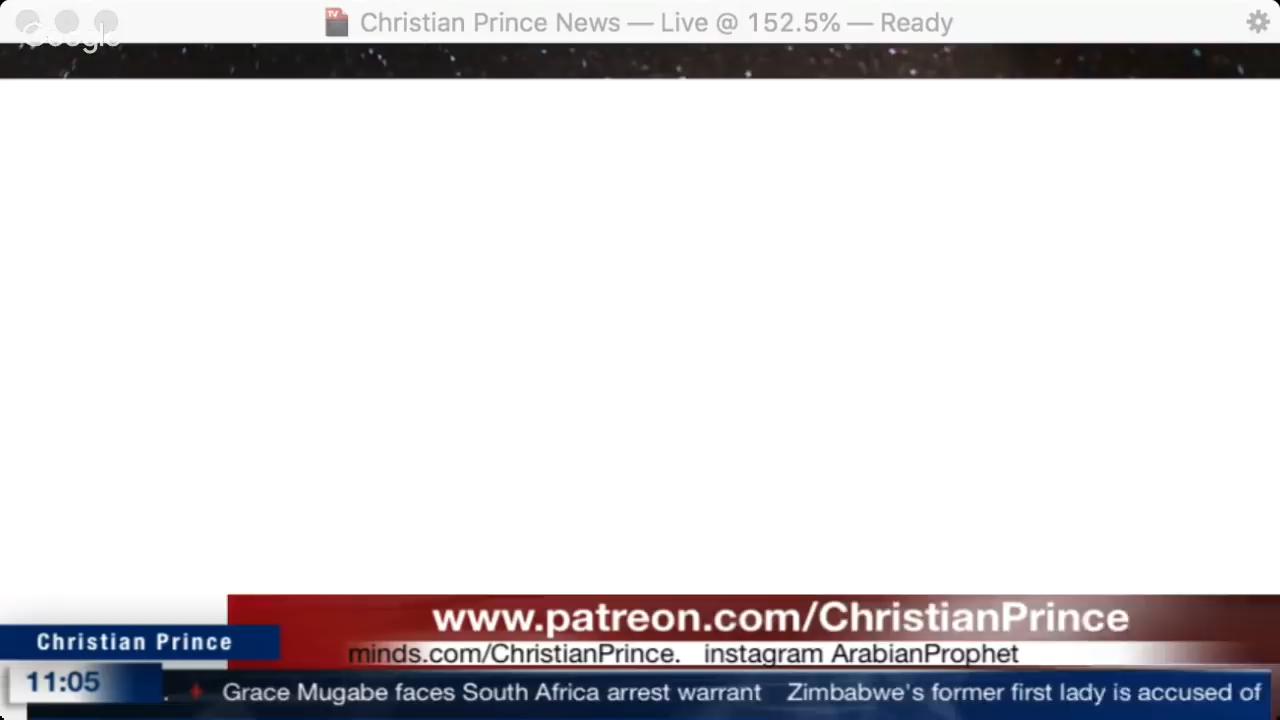 Google
Christian Prince News — Live @ 152.5% — Ready
www.patreon.com/ChristianPrince
Christian Prince
minds.com/ChristianPrince. instagram ArabianProphet
11:05
. Grace Mugabe faces South Africa arrest warrant Zimbabwe's former first lady is accused of